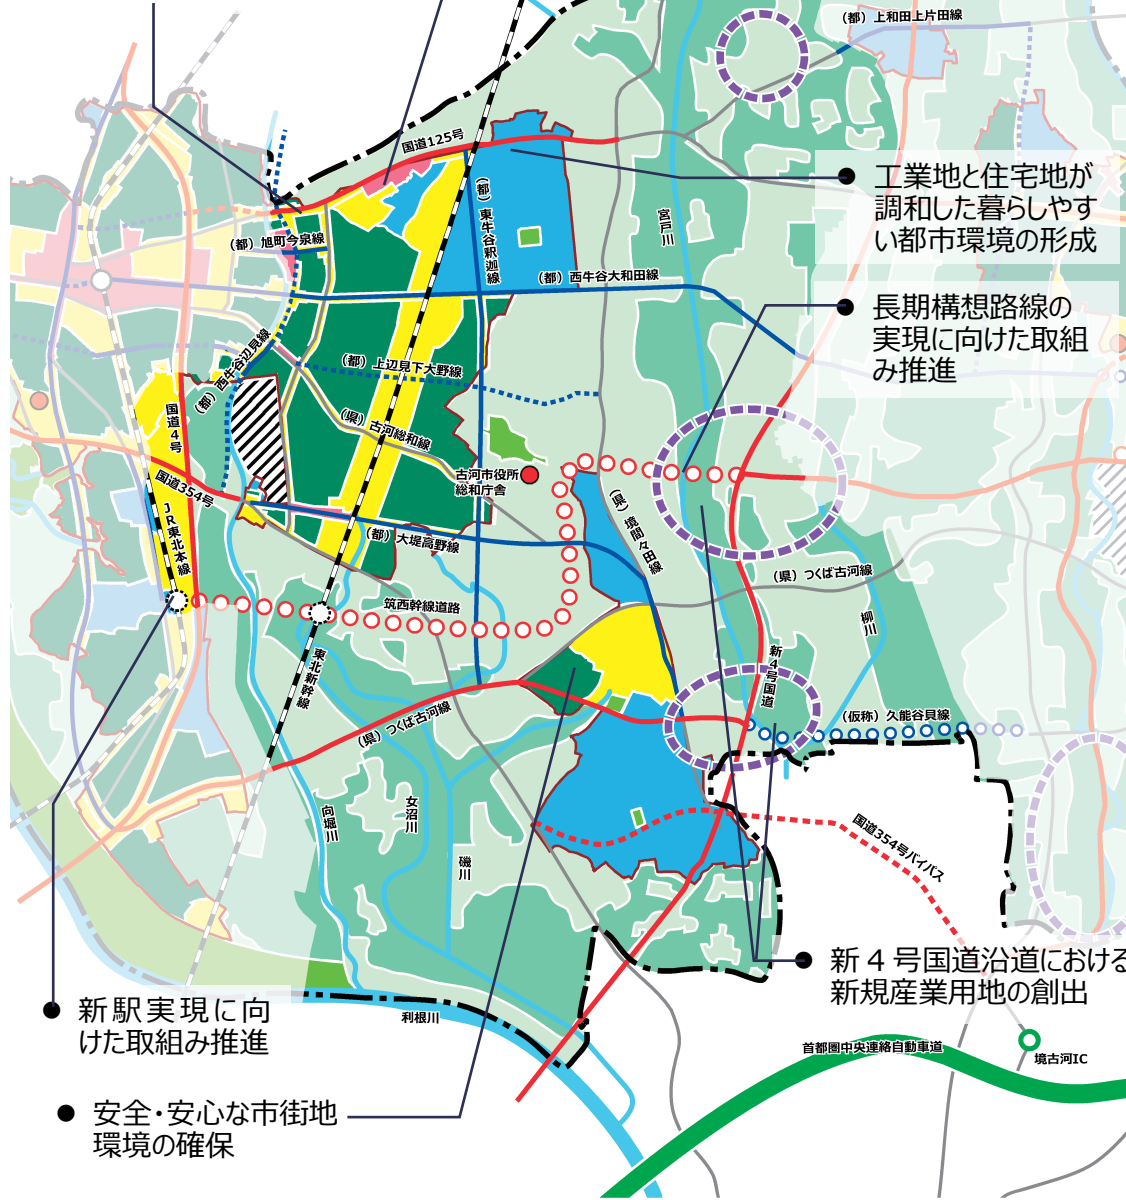 (都)上和田上片田線
国道125号
工業地と住宅地が
調和した暮らしやす
い都市環境の形成
(都)東牛谷釈迦線
宮戸川
(都)旭町今泉線
(都)西牛谷大和田線
長期構想路線の
実現に向けた取組
み推進
(都)西牛谷辺見線
(都)上辺見下大野線
国道4号
(県)古河総和線
古河市役所
総和庁舎
国道354号
JR東北本線
(都)大堤高野線
(県)境間々田線
(県)つくば古河線
筑西幹線道路
柳川
東北新幹線
新4号国道
(県)つくば古河線
(仮称)久能谷貝線
向堀川
女沼川
磯川
国道354号バイパス
新4号国道沿道における
新規産業用地の創出
新駅実現に向
けた取組み推進
利根川
首都圏中央連絡自動車道
境古河IC
安全・安心な市街地
環境の確保